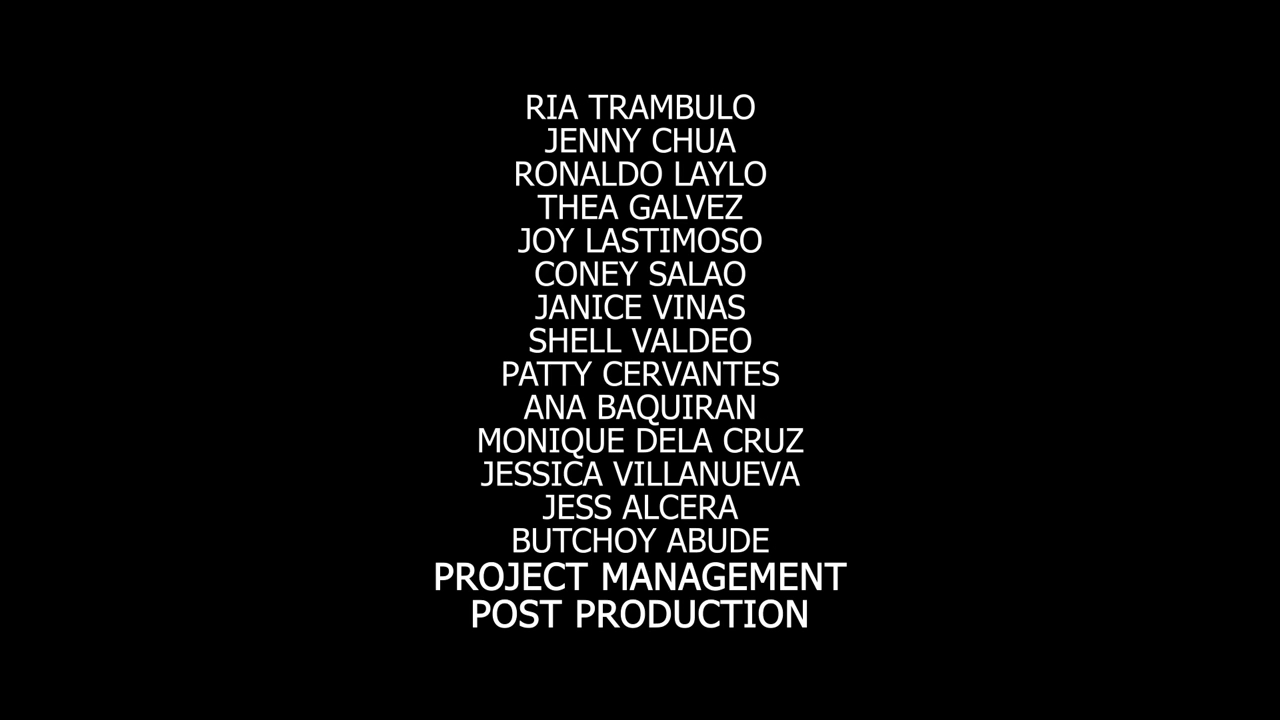 RIA TRAMBULO
JENNY CHUA
RONALDO LAYLO
THEA GALVEZ
JOY LASTIMOSO
CONEY SALAO
JANICE VINAS
SHELL VALDEO
PATTY CERVANTES
ANA BAQUIRAN
MONIQUE DELA CRUZ
JESSICA VILLANUEVA
JESS ALCERA
BUTCHOY ABUDE
PROJECT MANAGEMENT
POST PRODUCTION